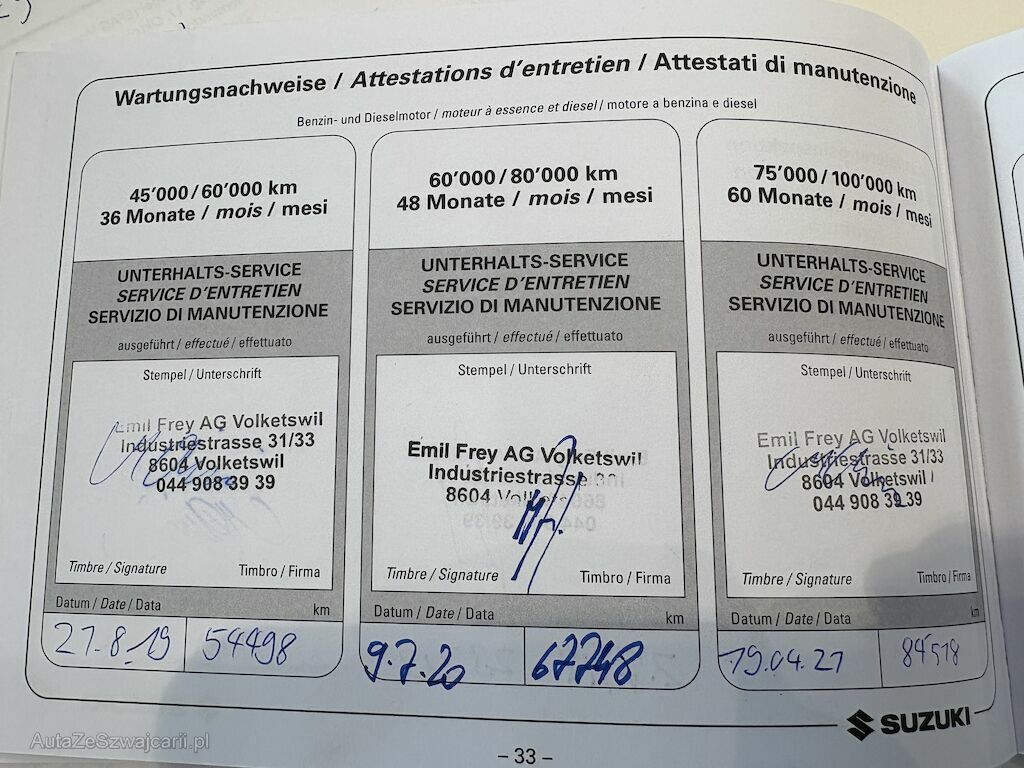 Wartungsnachweise / Attestations d'entretien / Attestati di manutenzione
Benzin- und Dieselmotor / moteur à essence et diesel / motore a benzina e diesel
45'000/60'000 km
36 Monate / mois / mesi
UNTERHALTS-SERVICE
SERVICE D'ENTRETIEN
SERVIZIO DI MANUTENZIONE
ausgeführt / effectué / effettuato
Stempel / Unterschrift
Emil Frey AG Volketswil
Industriestrasse 31/33
8604 Volketswil
044 908 39 39
Timbre / Signature Timbro / Firma
Datum / Date / Data km
27.8.19 54498
60'000/80'000 km
48 Monate / mois / mesi
UNTERHALTS-SERVICE
SERVICE D'ENTRETIEN
SERVIZIO DI MANUTENZIONE
ausgeführt / effectué / effettuato
Stempel / Unterschrift
Emil Frey AG Volketswil
Industriestrasse
8604
Timbre / Signature Timbro / Firma
Datum / Date / Data km
9.7.20 67748
75'000/100'000 km
60 Monate / mois / mesi
UNTERHALTS-SERVICE
SERVICE D'ENTRETIEN
SERVIZIO DI MANUTENZIONE
ausgeführt / effectué / effettuato
Stempel / Unterschrift
Emil Frey AG Volketswil
Industriestrasse 31/33
8604 Volketswil
044 908 39 39
Timbre / Signature Timbro / Firma
Datum / Date / Data km
19.04.21 84518
SUZUKI
– 33 –
AutaZeSzwajcarii.pl